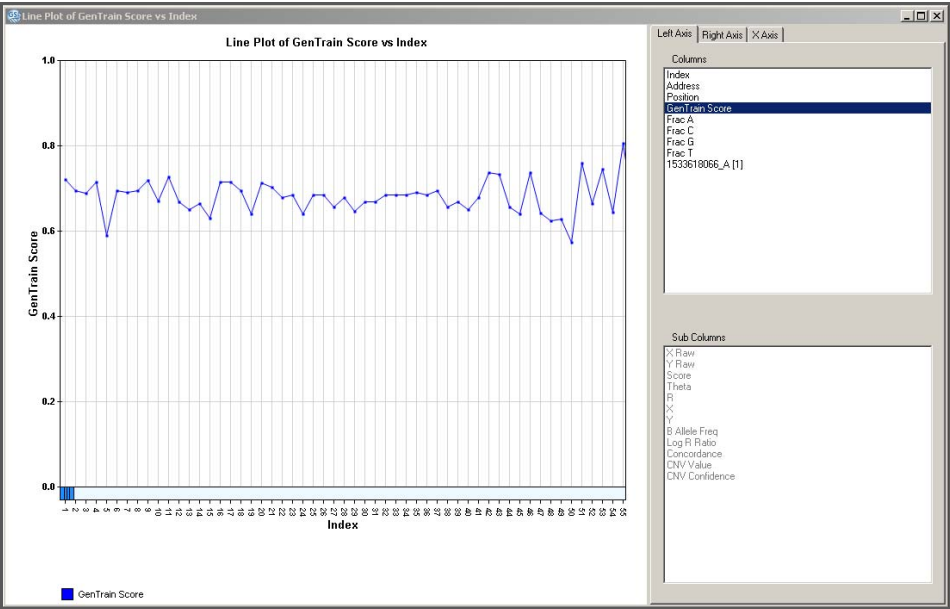 Line Plot of GenTrain Score vs Index
Line Plot of GenTrain Score vs Index
1.0
0.8
0.6
0.4
0.2
0.0
GenTrain Score
1 2 3 4 5 6 7 8 9 10 11 12 13 14 15 16 17 18 19 20 21 22 23 24 25 26 27 28 29 30 31 32 33 34 35 36 37 38 39 40 41 42 43 44 45 46 47 48 49 50 51 52 53 54 55
Index
GenTrain Score
Left Axis Right Axis X Axis
Columns
Index
Address
Position
GenTrain Score
Frac A
Frac C
Frac G
Frac T
1533618066_A [1]
Sub Columns
X Raw
Y Raw
Score
Theta
R
X
Y
B Allele Freq
Log R Ratio
Concordance
CNV Value
CNV Confidence